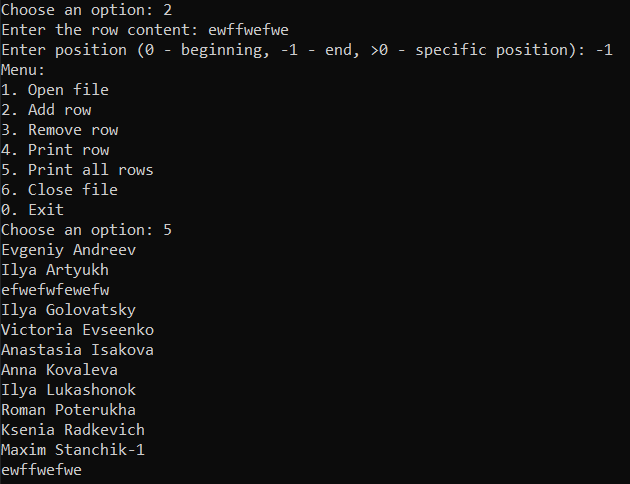 Choose an option: 2
Enter the row content: ewffwefwe
Enter position (0 - beginning, -1 - end, >0 - specific position): -1
Menu:
1. Open file
2. Add row
3. Remove row
4. Print row
5. Print all rows
6. Close file
0. Exit
Choose an option: 5
Evgeniy Andreev
Ilya Artyukh
efwefwfewefw
Ilya Golovatsky
Victoria Evseenko
Anastasia Isakova
Anna Kovaleva
Ilya Lukashonok
Roman Poterukha
Ksenia Radkevich
Maxim Stanchik-1
ewffwefwe